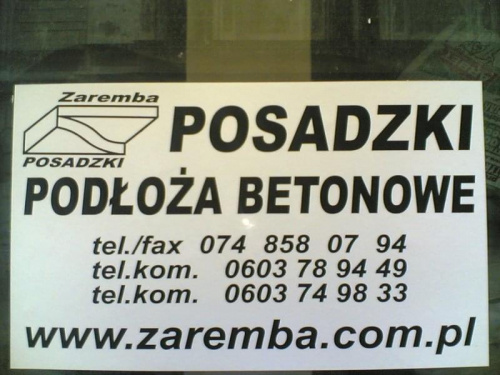 Zaremba
POSADZKI
POSADZKI
PODŁOŻA BETONOWE
tel./fax 074 858 07 94
tel.kom. 0603 78 94 49
tel.kom. 0603 74 98 33
www.zaremba.com.pl